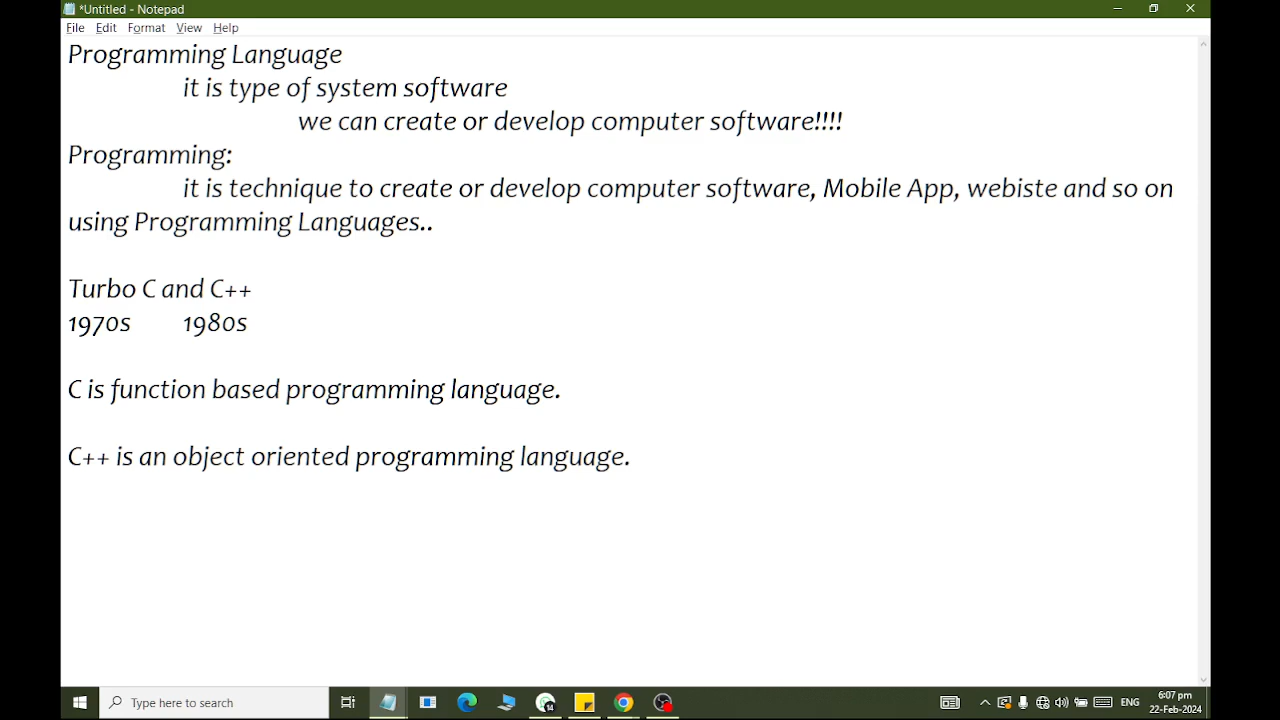 *Untitled - Notepad
File Edit Format View Help
Programming Language
it is type of system software
we can create or develop computer software!!!!
Programming:
it is technique to create or develop computer software, Mobile App, webiste and so on
using Programming Languages..
Turbo C and C++
1970s 1980s
C is function based programming language.
C++ is an object oriented programming language.
Type here to search
14
ENG
6:07 pm
22-Feb-2024